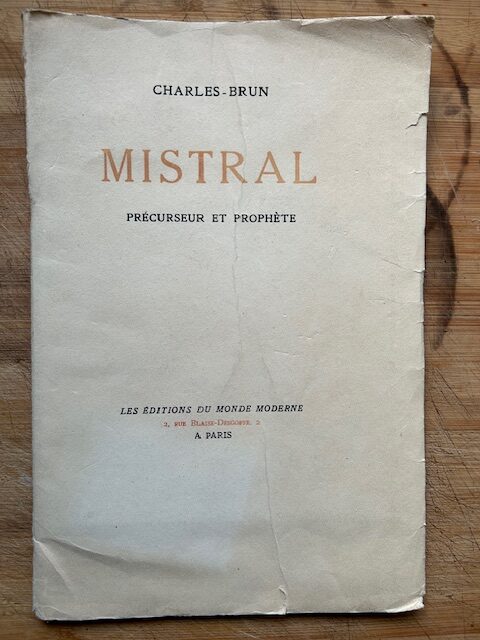 CHARLES-BRUN
MISTRAL
PRÉCURSEUR ET PROPHÈTE
LES ÉDITIONS DU MONDE MODERNE
2, RUE BLAISE-DESGOFFE, 2
A PARIS